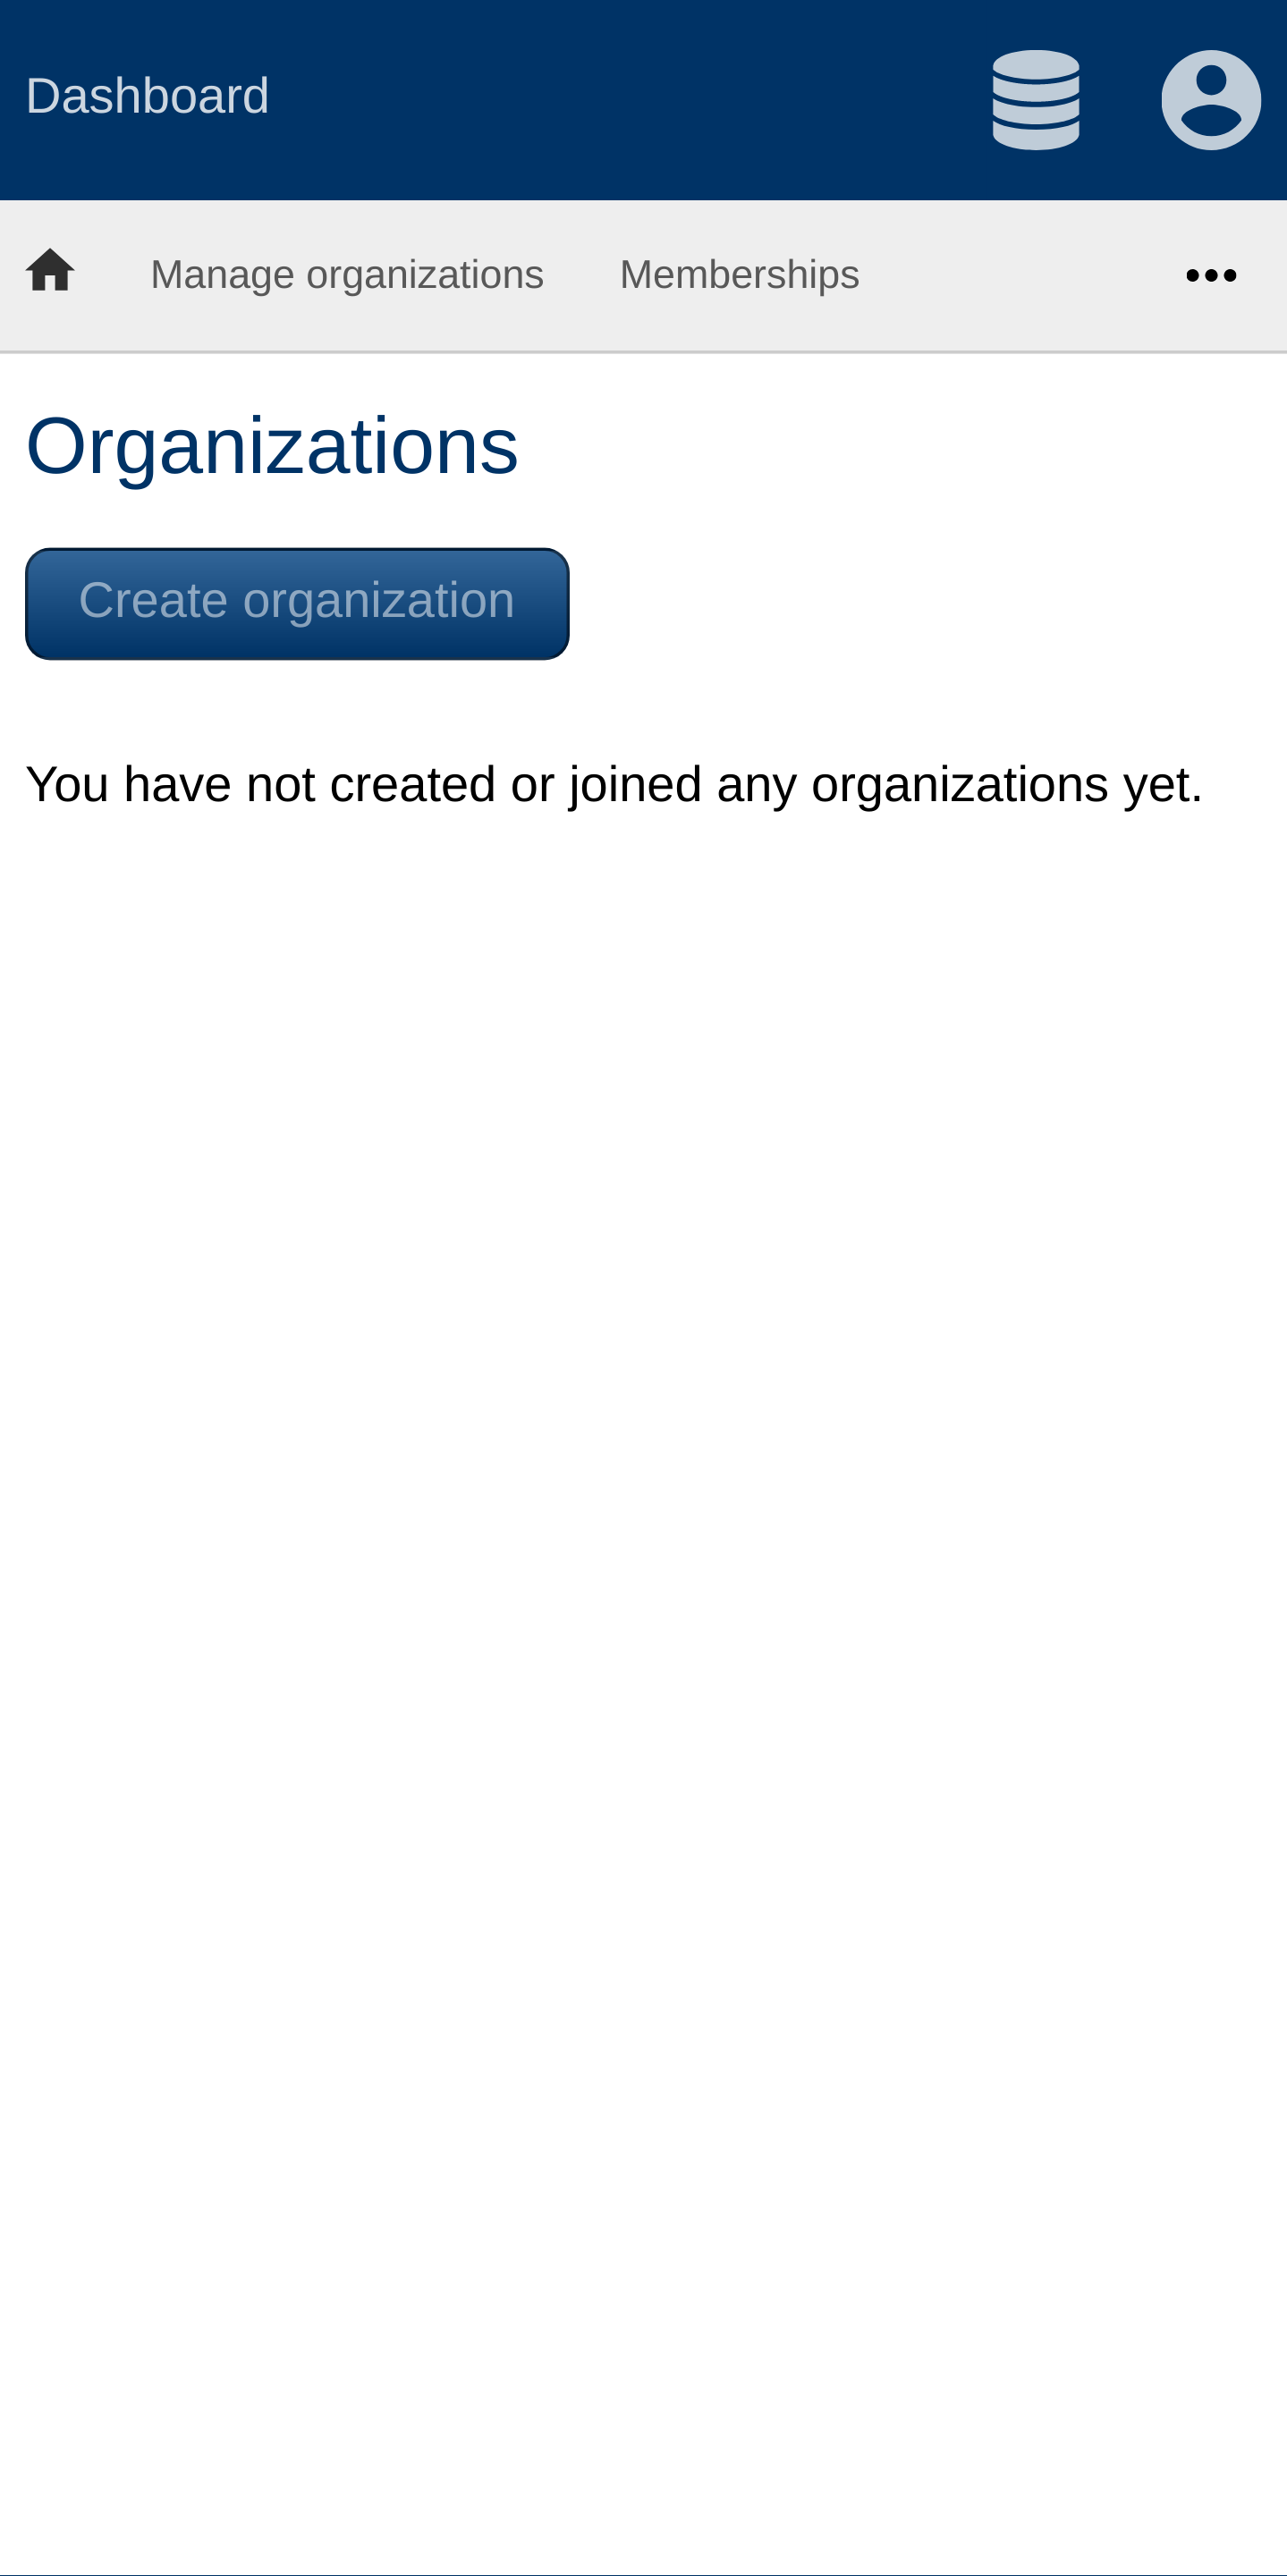 Dashboard
Manage organizations Memberships
Organizations
Create organization
You have not created or joined any organizations yet.